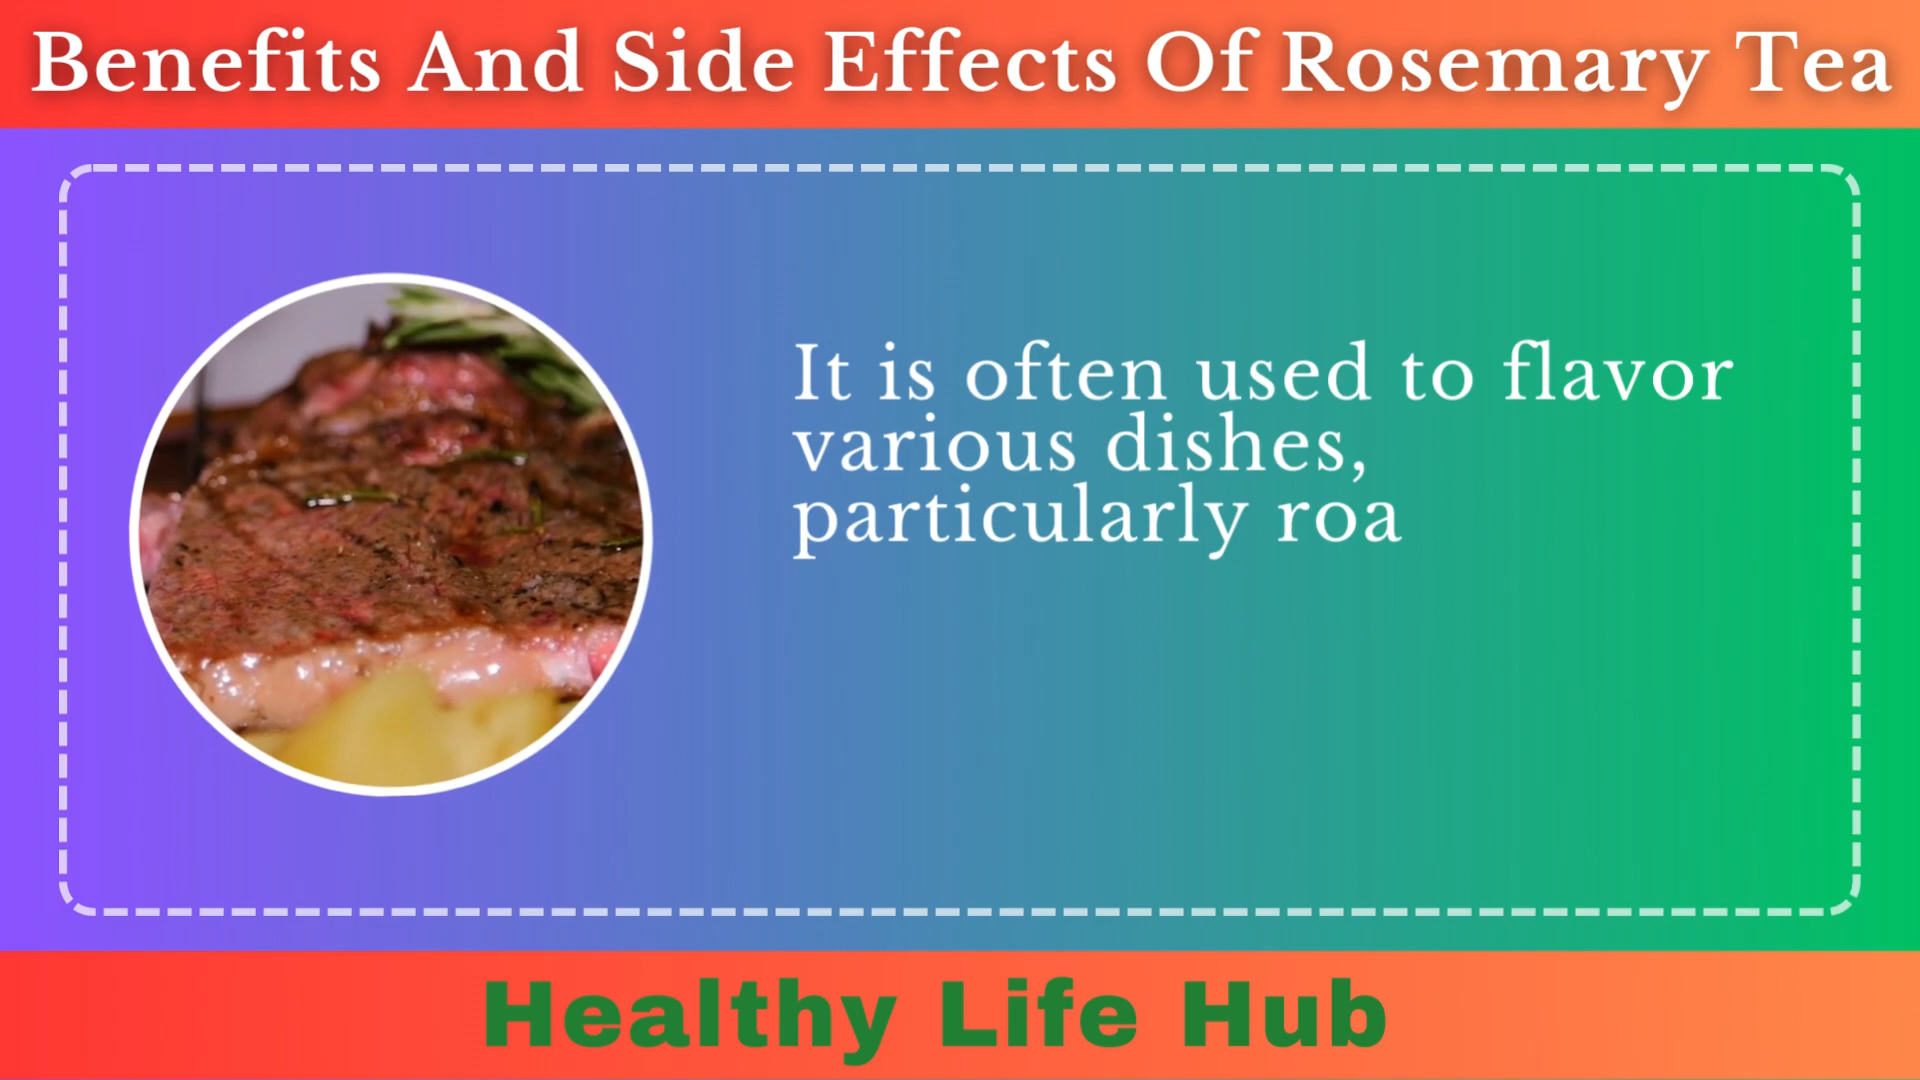 Benefits And Side Effects Of Rosemary Tea
It is often used to flavor
various dishes,
particularly roa
Healthy Life Hub